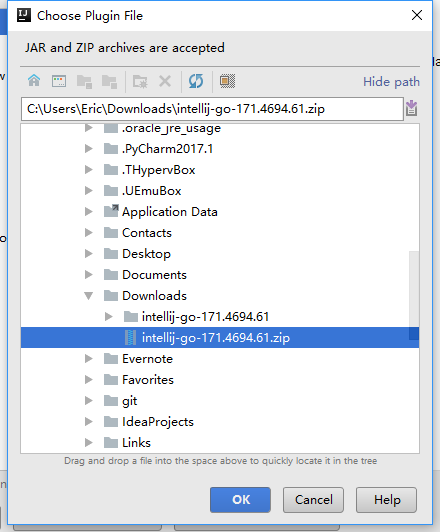 Choose Plugin File
JAR and ZIP archives are accepted
Hide path
C:\Users\Eric\Downloads\intellij-go-171.4694.61.zip
.oracle_jre_usage
.PyCharm2017.1
.THypervBox
.UEmuBox
Application Data
Contacts
Desktop
Documents
Downloads
intellij-go-171.4694.61
intellij-go-171.4694.61.zip
Evernote
Favorites
git
IdeaProjects
Links
Drag and drop a file into the space above to quickly locate it in the tree
OK
Cancel
Help